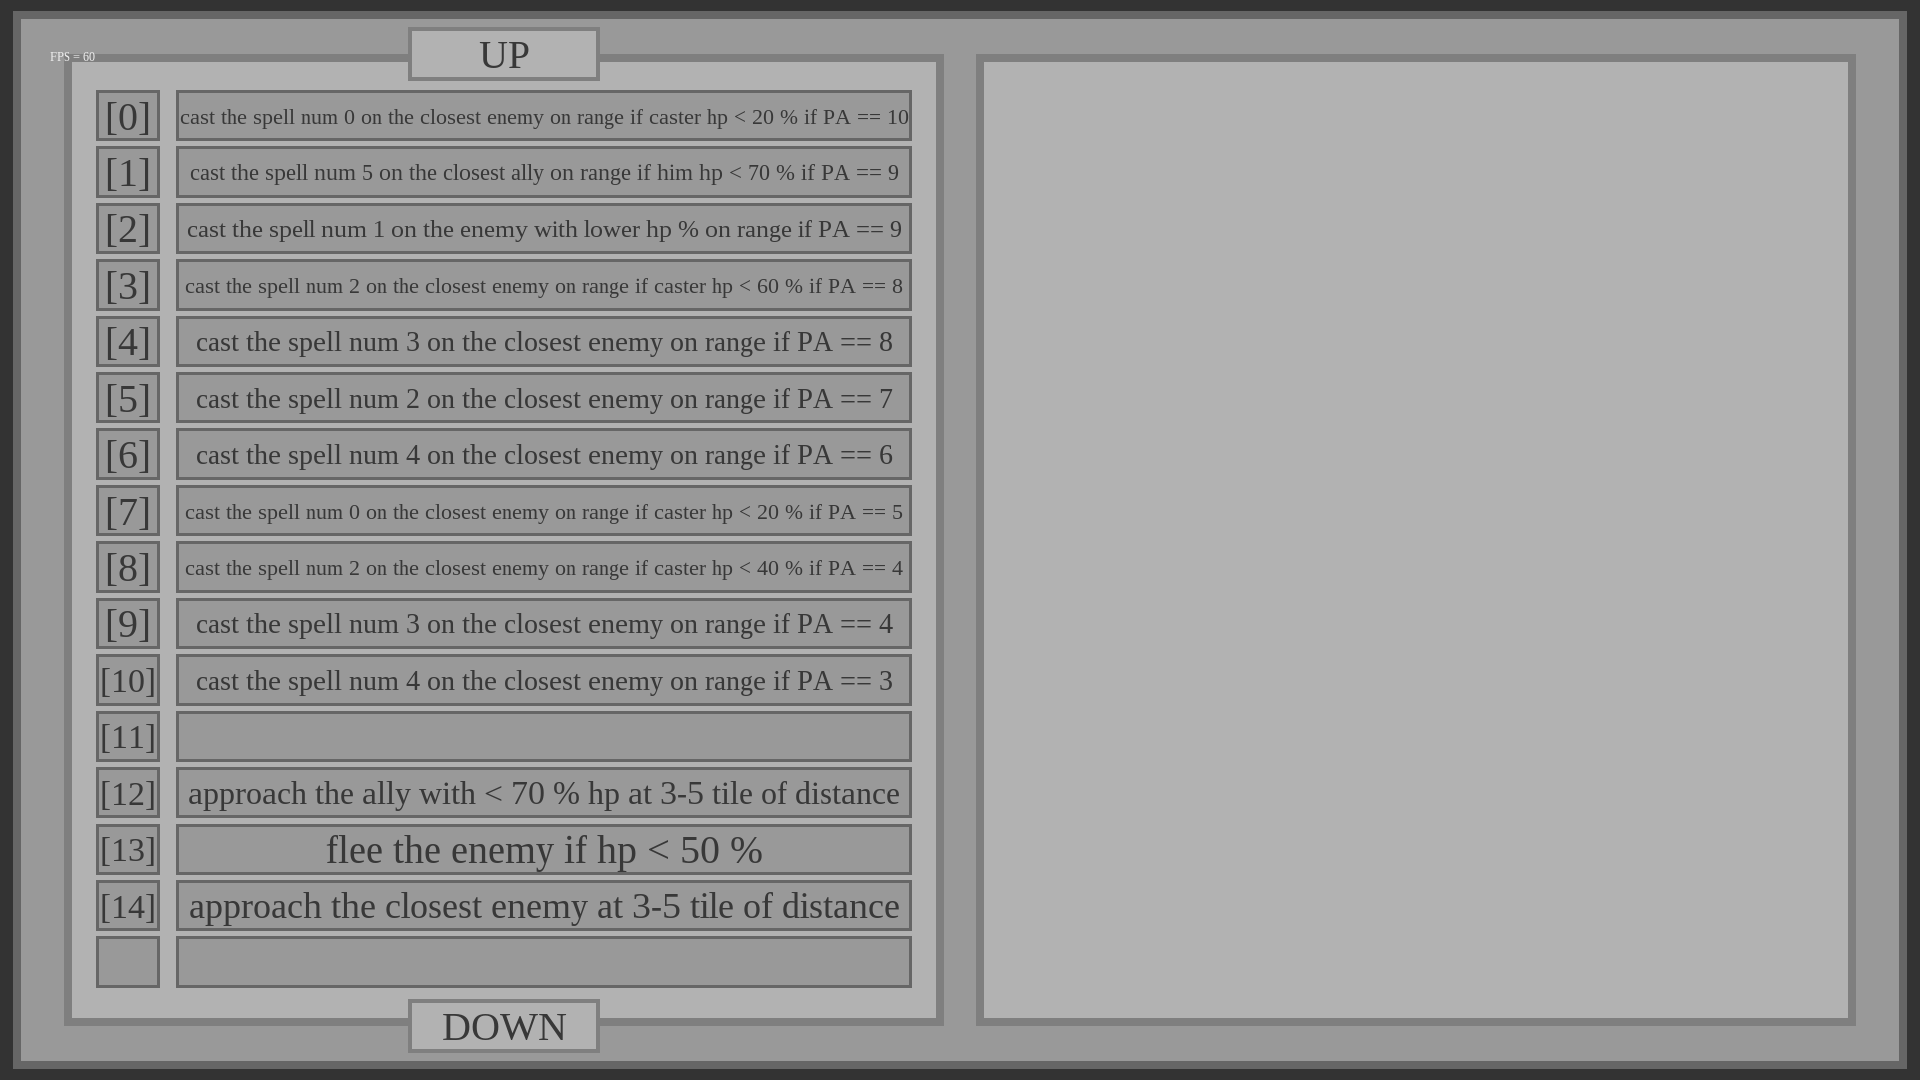 FPS = 60
UP
[0] cast the spell num 0 on the closest enemy on range if caster hp < 20 % if PA == 10
[1] cast the spell num 5 on the closest ally on range if him hp < 70 % if PA == 9
[2] cast the spell num 1 on the enemy with lower hp % on range if PA == 9
[3] cast the spell num 2 on the closest enemy on range if caster hp < 60 % if PA == 8
[4] cast the spell num 3 on the closest enemy on range if PA == 8
[5] cast the spell num 2 on the closest enemy on range if PA == 7
[6] cast the spell num 4 on the closest enemy on range if PA == 6
[7] cast the spell num 0 on the closest enemy on range if caster hp < 20 % if PA == 5
[8] cast the spell num 2 on the closest enemy on range if caster hp < 40 % if PA == 4
[9] cast the spell num 3 on the closest enemy on range if PA == 4
[10] cast the spell num 4 on the closest enemy on range if PA == 3
[11]
[12] approach the ally with < 70 % hp at 3-5 tile of distance
[13] flee the enemy if hp < 50 %
[14] approach the closest enemy at 3-5 tile of distance
DOWN